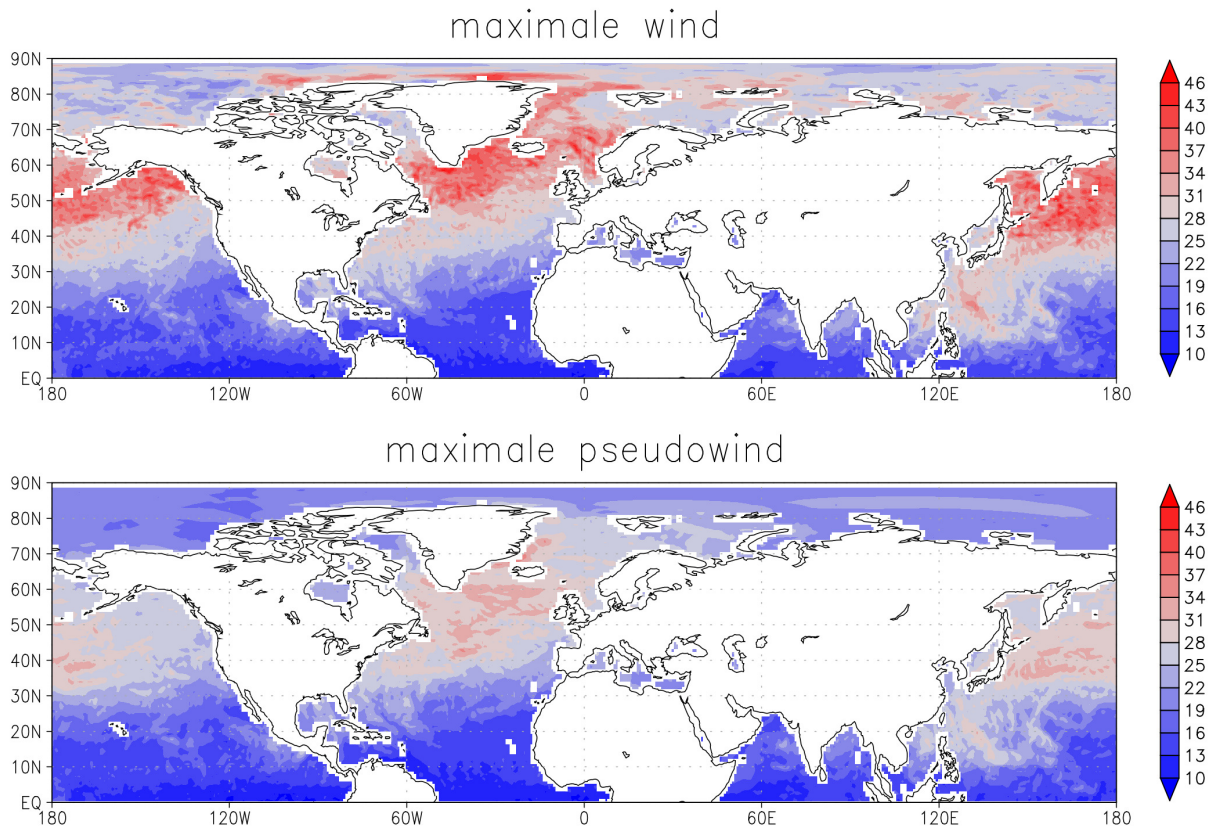 maximale wind
90N
80N
70N
60N
50N
40N
30N
20N
10N
EQ
180 120W 60W 0 60E 120E 180
46
43
40
37
34
31
28
25
22
19
16
13
10
maximale pseudowind
90N
80N
70N
60N
50N
40N
30N
20N
10N
EQ
180 120W 60W 0 60E 120E 180
46
43
40
37
34
31
28
25
22
19
16
13
10